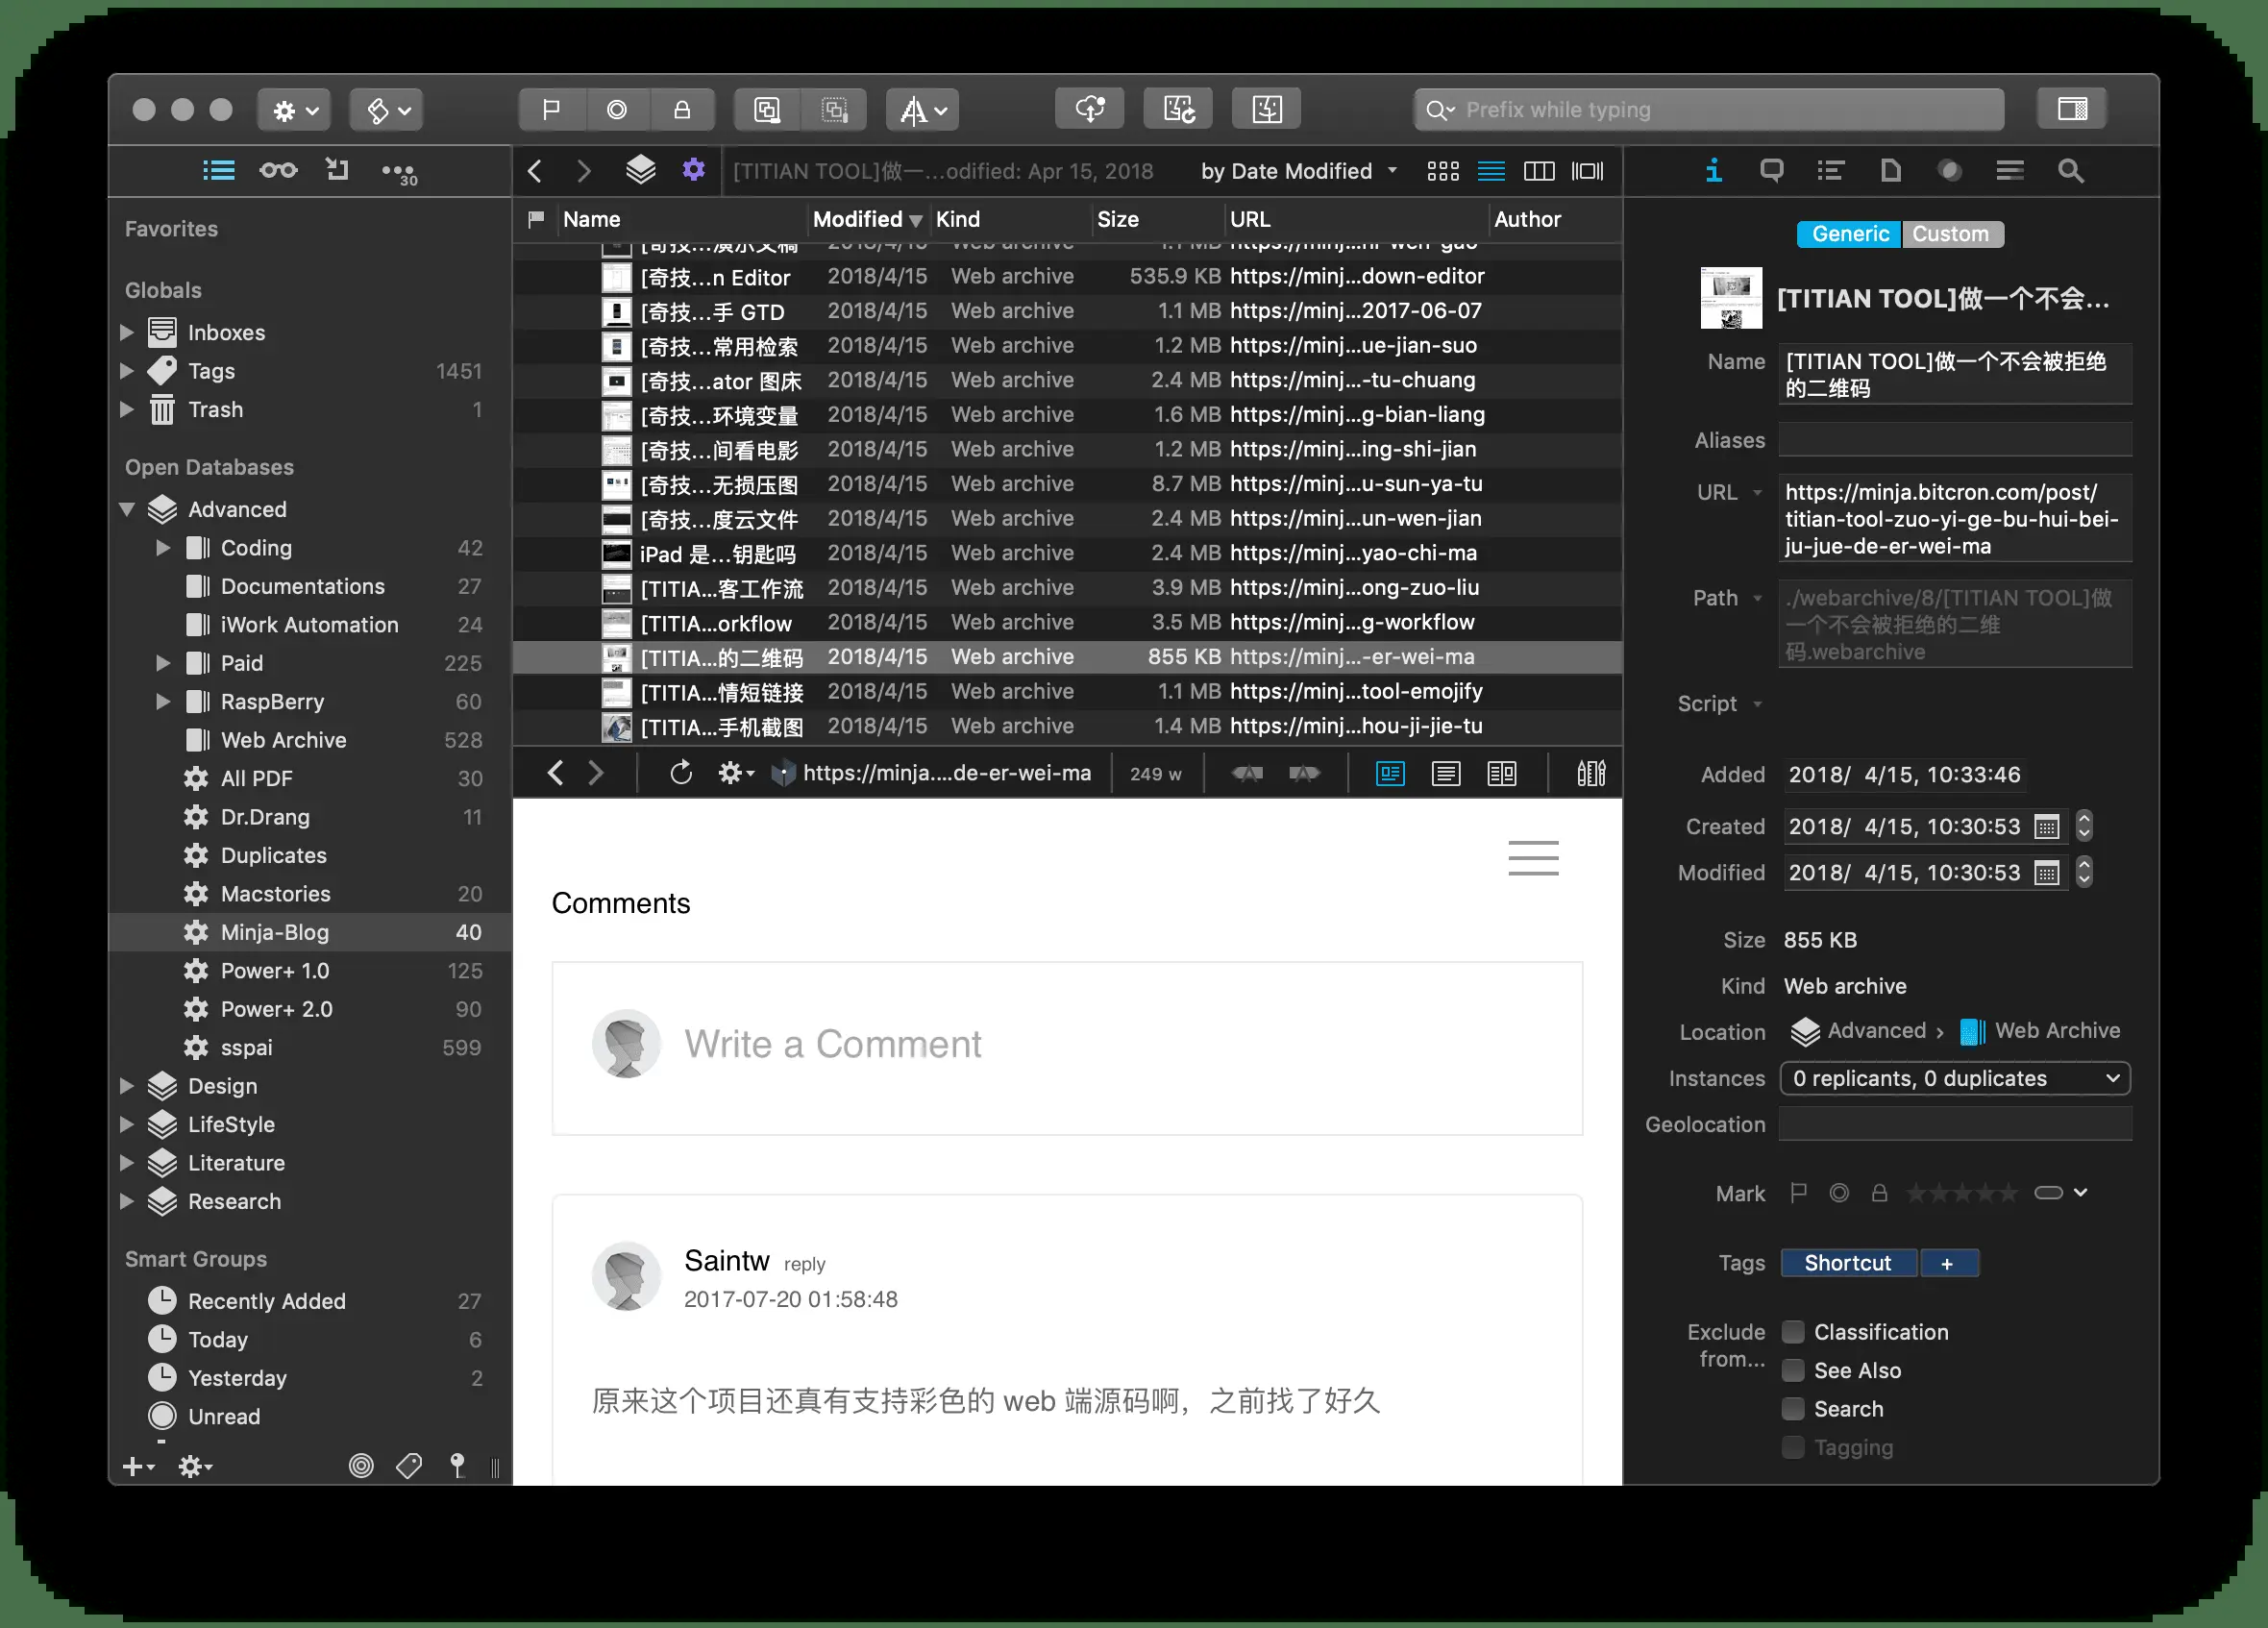 Prefix while typing
30
[TITIAN TOOL]做一…odified: Apr 15, 2018
by Date Modified
Favorites
Globals
Inboxes
Tags 1451
Trash 1
Open Databases
Advanced
Coding 42
Documentations 27
iWork Automation 24
Paid 225
RaspBerry 60
Web Archive 528
All PDF 30
Dr.Drang 11
Duplicates
Macstories 20
Minja-Blog 40
Power+ 1.0 125
Power+ 2.0 90
sspai 599
Design
LifeStyle
Literature
Research
Smart Groups
Recently Added 27
Today 6
Yesterday 2
Unread
Name Modified Kind Size URL Author
[奇技…演示文稿 2018/4/15 Web archive 1.1 MB https://minj…hi-wen-gao
[奇技…n Editor 2018/4/15 Web archive 535.9 KB https://minj…down-editor
[奇技…手 GTD 2018/4/15 Web archive 1.1 MB https://minj…2017-06-07
[奇技…常用检索 2018/4/15 Web archive 1.2 MB https://minj…ue-jian-suo
[奇技…ator 图床 2018/4/15 Web archive 2.4 MB https://minj…-tu-chuang
[奇技…环境变量 2018/4/15 Web archive 1.6 MB https://minj…g-bian-liang
[奇技…间看电影 2018/4/15 Web archive 1.2 MB https://minj…ing-shi-jian
[奇技…无损压图 2018/4/15 Web archive 8.7 MB https://minj…u-sun-ya-tu
[奇技…度云文件 2018/4/15 Web archive 2.4 MB https://minj…un-wen-jian
iPad 是…钥匙吗 2018/4/15 Web archive 2.4 MB https://minj…yao-chi-ma
[TITIA…客工作流 2018/4/15 Web archive 3.9 MB https://minj…ong-zuo-liu
[TITIA…orkflow 2018/4/15 Web archive 3.5 MB https://minj…g-workflow
[TITIA…的二维码 2018/4/15 Web archive 855 KB https://minj…-er-wei-ma
[TITIA…情短链接 2018/4/15 Web archive 1.1 MB https://minj…tool-emojify
[TITIA…手机截图 2018/4/15 Web archive 1.4 MB https://minj…hou-ji-jie-tu
https://minja.…de-er-wei-ma 249 w
Comments
Write a Comment
Saintw reply
2017-07-20 01:58:48
原来这个项目还真有支持彩色的 web 端源码啊，之前找了好久
Generic Custom
[TITIAN TOOL]做一个不会…
Name [TITIAN TOOL]做一个不会被拒绝
的二维码
Aliases
URL https://minja.bitcron.com/post/
titian-tool-zuo-yi-ge-bu-hui-bei-
ju-jue-de-er-wei-ma
Path ./webarchive/8/[TITIAN TOOL]做
一个不会被拒绝的二维
码.webarchive
Script
Added 2018/ 4/15, 10:33:46
Created 2018/ 4/15, 10:30:53
Modified 2018/ 4/15, 10:30:53
Size 855 KB
Kind Web archive
Location Advanced › Web Archive
Instances 0 replicants, 0 duplicates
Geolocation
Mark
Tags Shortcut +
Exclude from… Classification
See Also
Search
Tagging